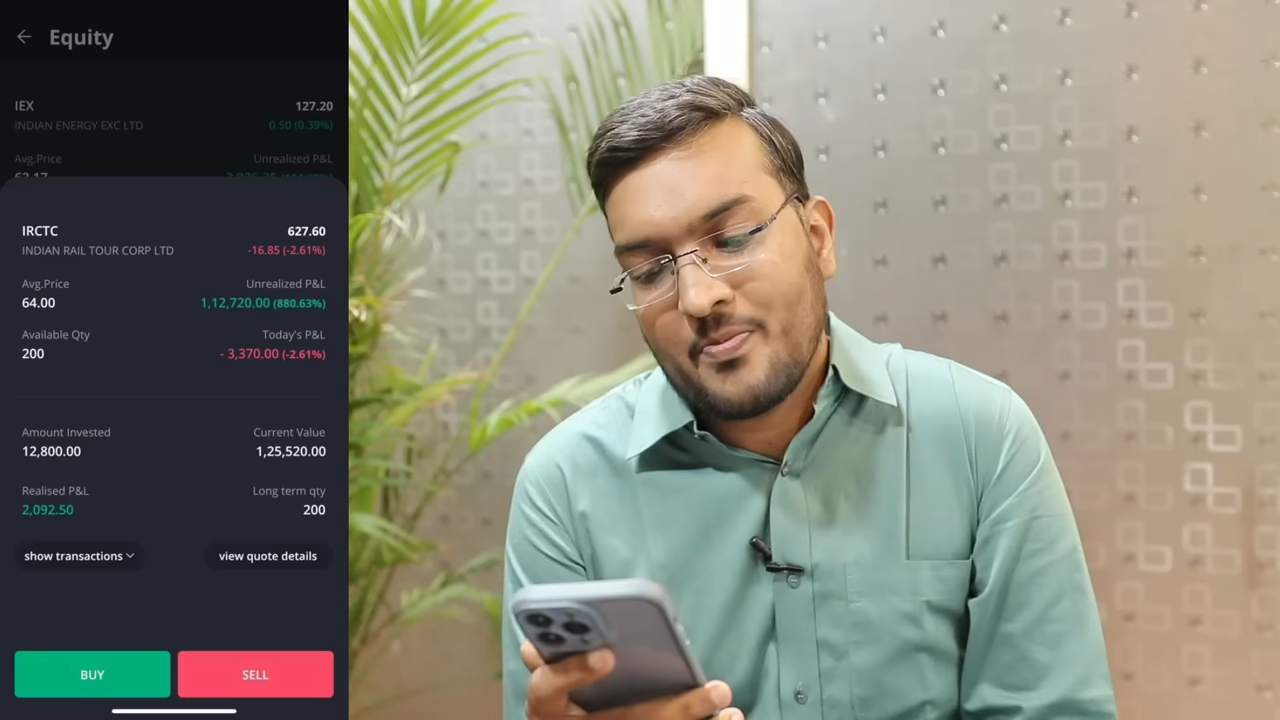 Equity
IEX 127.20
INDIAN ENERGY EXC LTD 0.50 (0.39%)
Avg.Price Unrealized P&L
62.17
IRCTC 627.60
INDIAN RAIL TOUR CORP LTD -16.85 (-2.61%)
Avg.Price Unrealized P&L
64.00 1,12,720.00 (880.63%)
Available Qty Today's P&L
200 - 3,370.00 (-2.61%)
Amount Invested Current Value
12,800.00 1,25,520.00
Realised P&L Long term qty
2,092.50 200
show transactions view quote details
BUY SELL